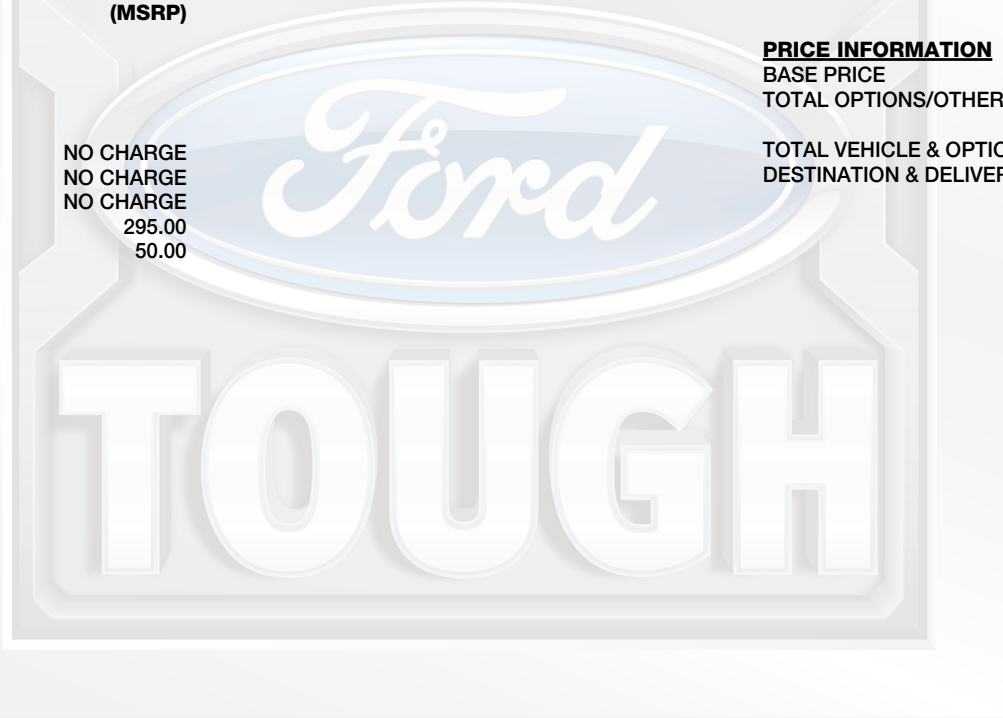 (MSRP)
NO CHARGE
NO CHARGE
NO CHARGE
295.00
50.00
PRICE INFORMATION
BASE PRICE
TOTAL OPTIONS/OTHER
TOTAL VEHICLE & OPTIO
DESTINATION & DELIVER
Ford
TOUGH